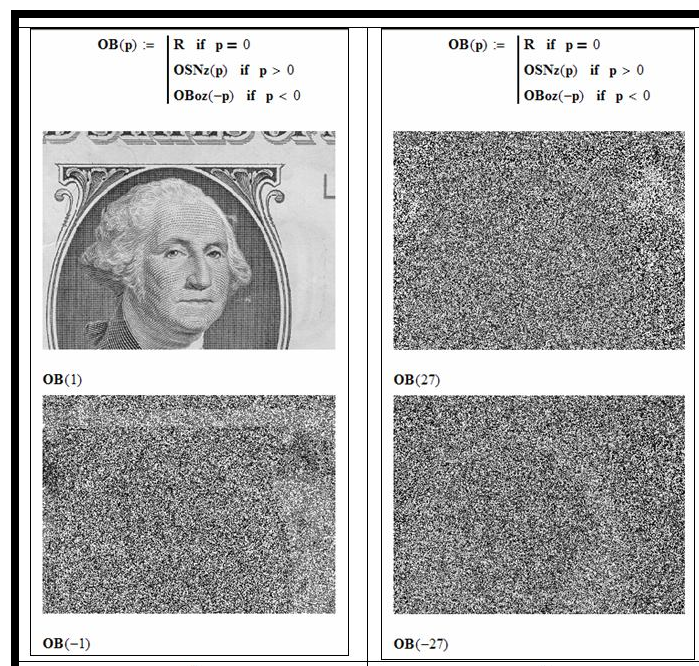 OB(p) := R if p = 0
OSNz(p) if p > 0
OBoz(−p) if p < 0
OB(1)
OB(−1)
OB(p) := R if p = 0
OSNz(p) if p > 0
OBoz(−p) if p < 0
OB(27)
OB(−27)